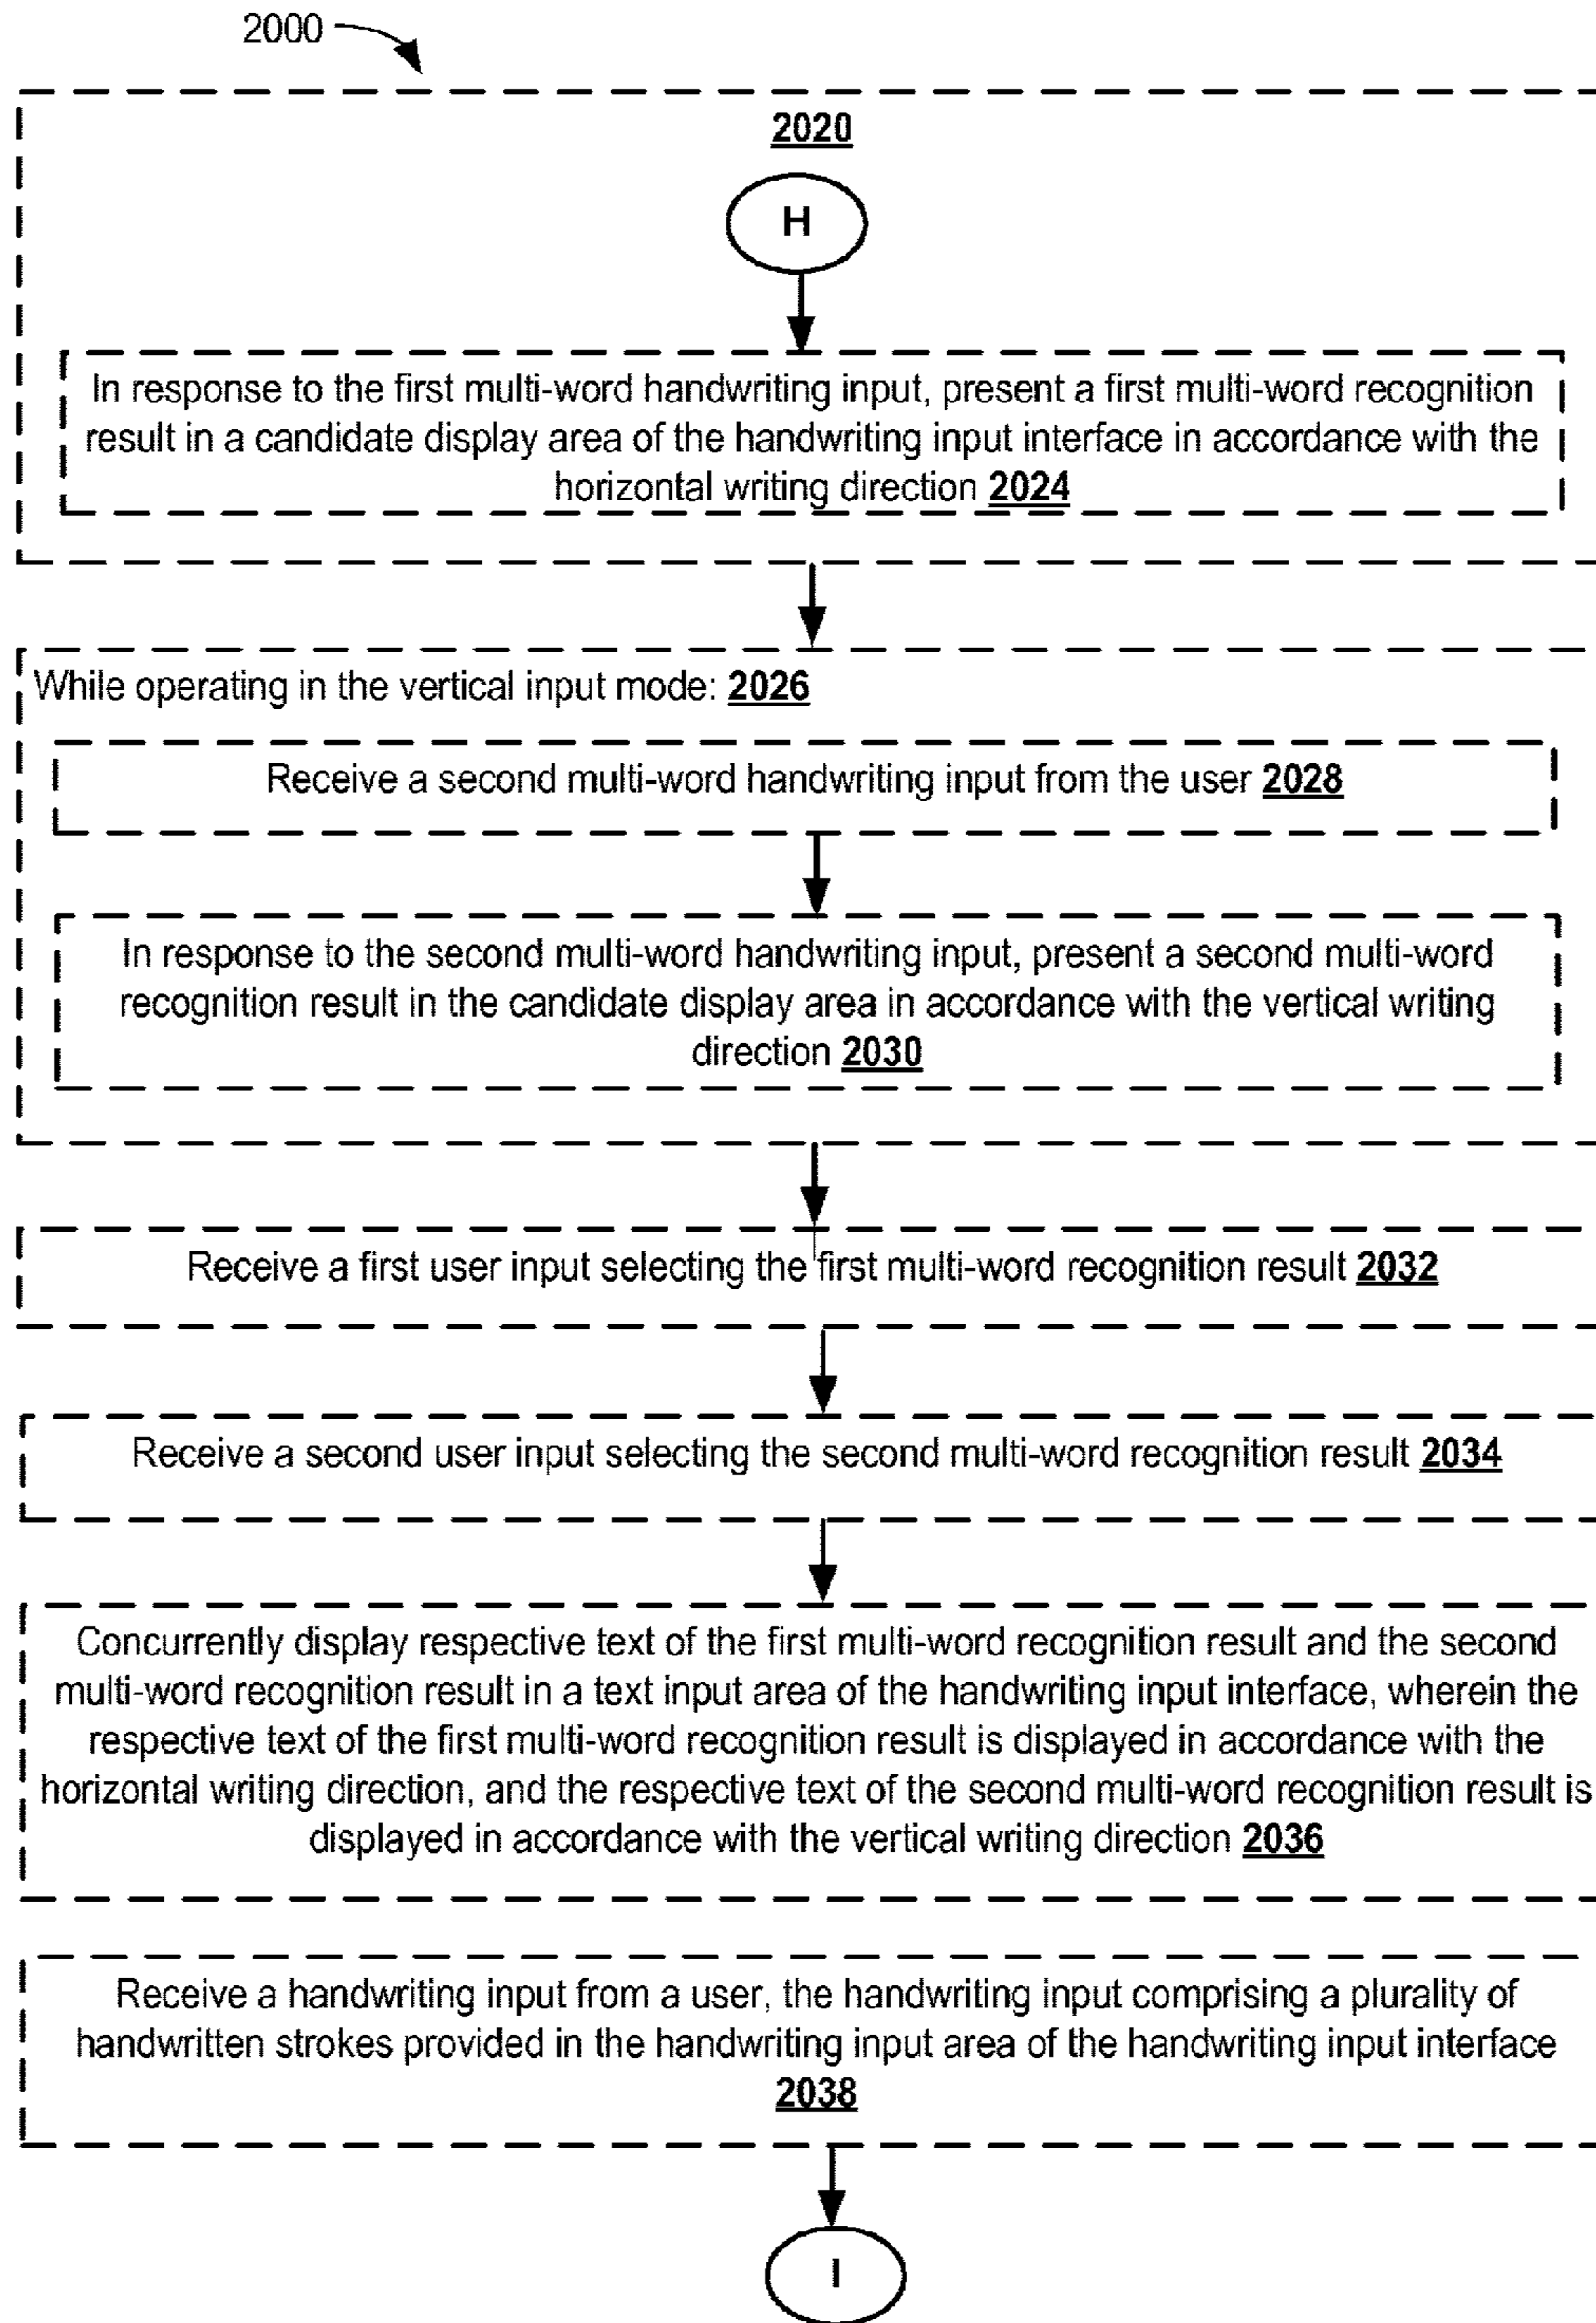 2000
2020
H
In response to the first multi-word handwriting input, present a first multi-word recognition
result in a candidate display area of the handwriting input interface in accordance with the
horizontal writing direction 2024
While operating in the vertical input mode: 2026
Receive a second multi-word handwriting input from the user 2028
In response to the second multi-word handwriting input, present a second multi-word
recognition result in the candidate display area in accordance with the vertical writing
direction 2030
Receive a first user input selecting the first multi-word recognition result 2032
Receive a second user input selecting the second multi-word recognition result 2034
Concurrently display respective text of the first multi-word recognition result and the second
multi-word recognition result in a text input area of the handwriting input interface, wherein the
respective text of the first multi-word recognition result is displayed in accordance with the
horizontal writing direction, and the respective text of the second multi-word recognition result is
displayed in accordance with the vertical writing direction 2036
Receive a handwriting input from a user, the handwriting input comprising a plurality of
handwritten strokes provided in the handwriting input area of the handwriting input interface
2038
I